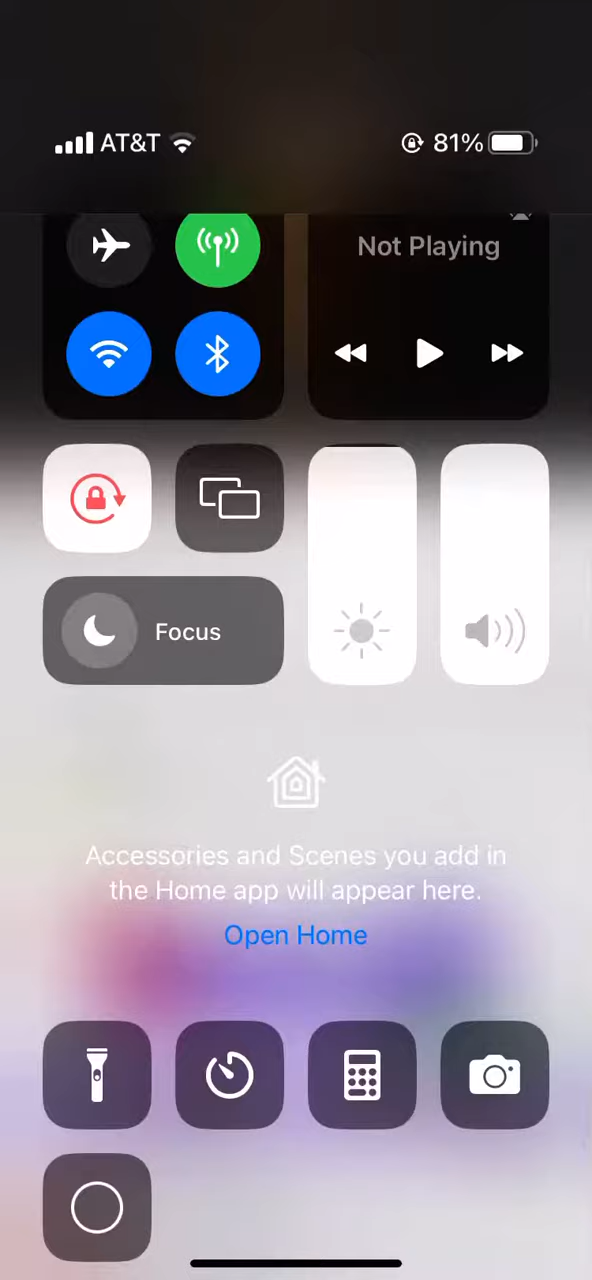 AT&T 81%
Not Playing
Focus
Accessories and Scenes you add in
the Home app will appear here.
Open Home